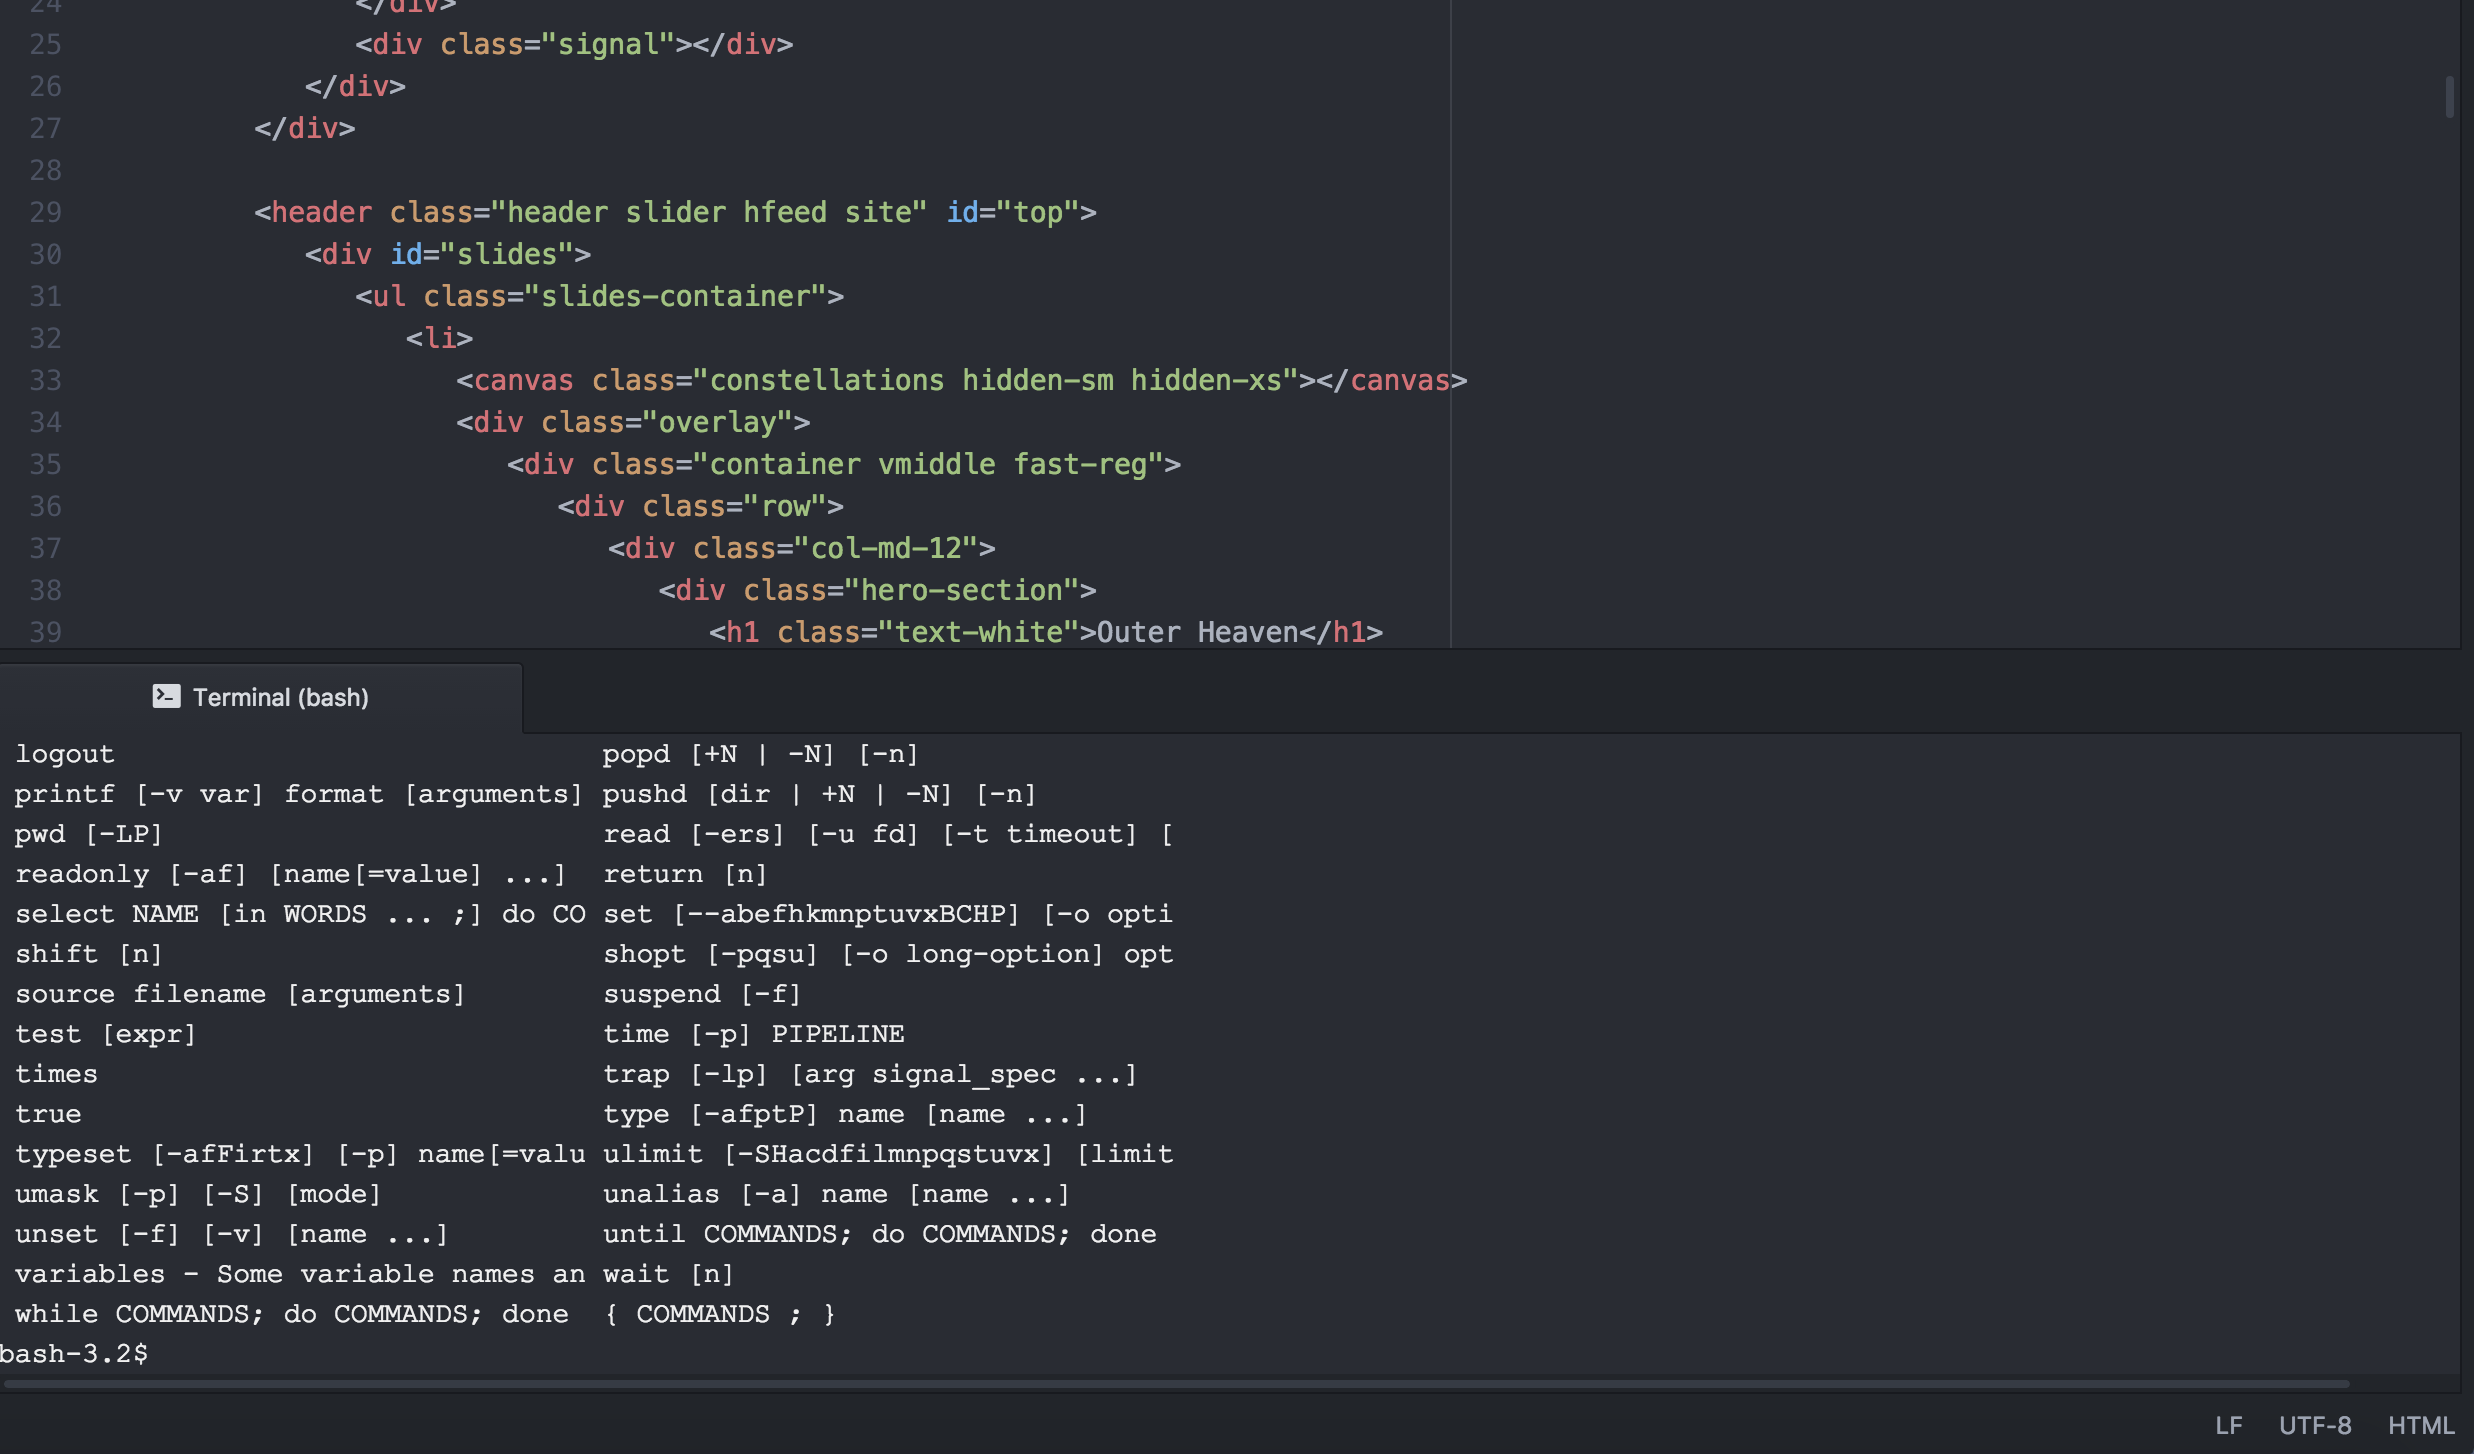 24 </div>
25 <div class="signal"></div>
26 </div>
27 </div>
28
29 <header class="header slider hfeed site" id="top">
30 <div id="slides">
31 <ul class="slides-container">
32 <li>
33 <canvas class="constellations hidden-sm hidden-xs"></canvas>
34 <div class="overlay">
35 <div class="container vmiddle fast-reg">
36 <div class="row">
37 <div class="col-md-12">
38 <div class="hero-section">
39 <h1 class="text-white">Outer Heaven</h1>
Terminal (bash)
logout popd [+N | -N] [-n]
printf [-v var] format [arguments] pushd [dir | +N | -N] [-n]
pwd [-LP] read [-ers] [-u fd] [-t timeout] [
readonly [-af] [name[=value] ...] return [n]
select NAME [in WORDS ... ;] do CO set [--abefhkmnptuvxBCHP] [-o opti
shift [n] shopt [-pqsu] [-o long-option] opt
source filename [arguments] suspend [-f]
test [expr] time [-p] PIPELINE
times trap [-lp] [arg signal_spec ...]
true type [-afptP] name [name ...]
typeset [-afFirtx] [-p] name[=valu ulimit [-SHacdfilmnpqstuvx] [limit
umask [-p] [-S] [mode] unalias [-a] name [name ...]
unset [-f] [-v] [name ...] until COMMANDS; do COMMANDS; done
variables - Some variable names an wait [n]
while COMMANDS; do COMMANDS; done { COMMANDS ; }
bash-3.2$
LF UTF-8 HTML